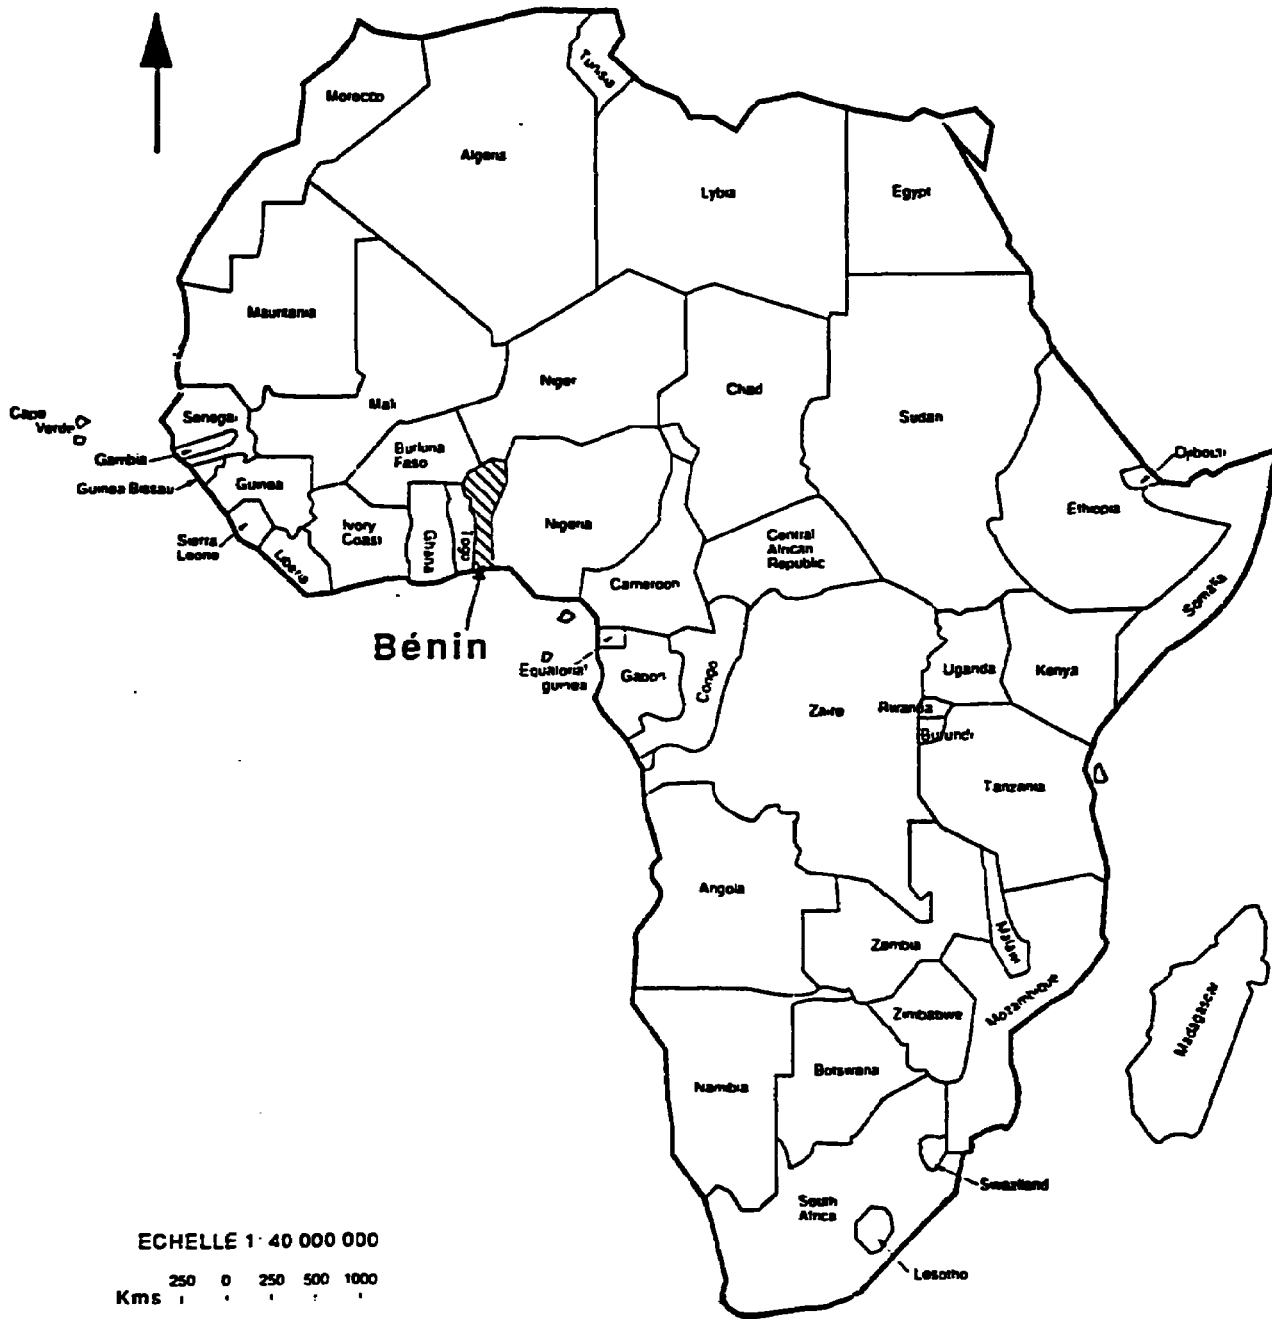 Tunisia
Morocco
Algeria
Lybia
Egypt
Mauritania
Niger
Mali
Chad
Cape
Verde
Senegal
Sudan
Burkina
Faso
Gambia
Djibouti
Guinea Bissau
Guinea
Ethiopia
Nigeria
Ivory
Coast
Ghana
Togo
Central
African
Republic
Sierra
Leone
Liberia
Cameroon
Somalia
Bénin
Equatorial
guinea
Gabon
Congo
Uganda
Kenya
Zaire
Rwanda
Burundi
Tanzania
Angola
Zambia
Malawi
Mozambique
Zimbabwe
Madagascar
Namibia
Botswana
Swaziland
South
Africa
Lesotho
ECHELLE 1: 40 000 000
250 0 250 500 1000
Kms